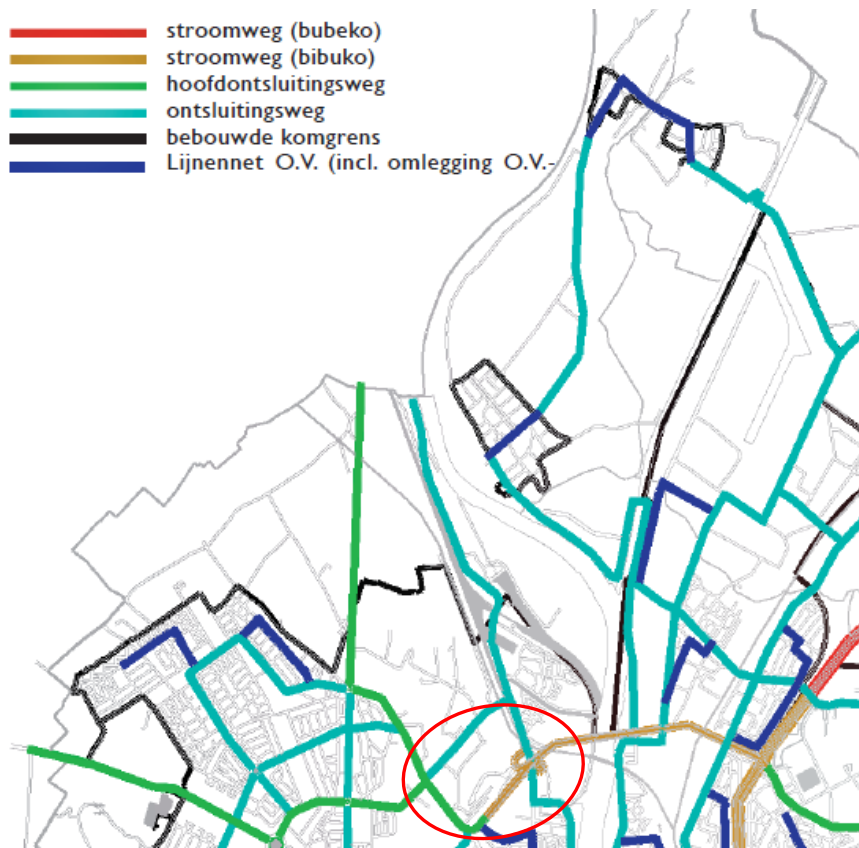 stroomweg (bubeko)
stroomweg (bibuko)
hoofdontsluitingsweg
ontsluitingsweg
bebouwde komgrens
Lijnennet O.V. (incl. omlegging O.V.-